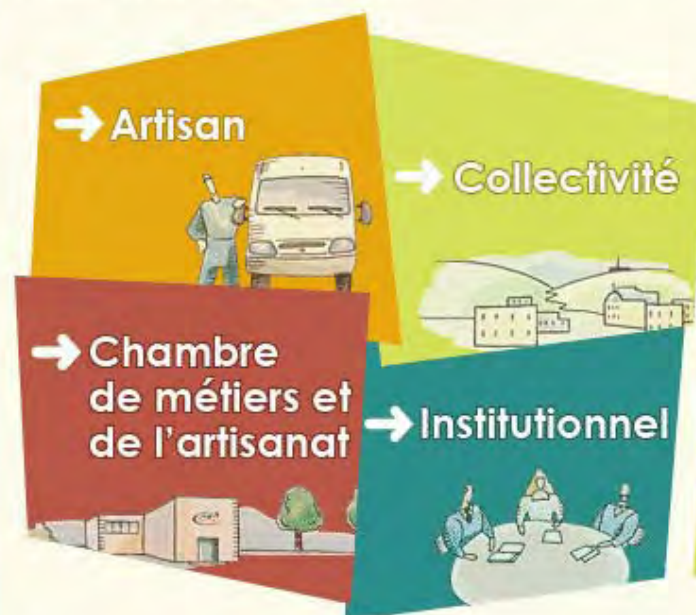 Artisan
Collectivité
Chambre
de métiers et
de l'artisanat
Institutionnel